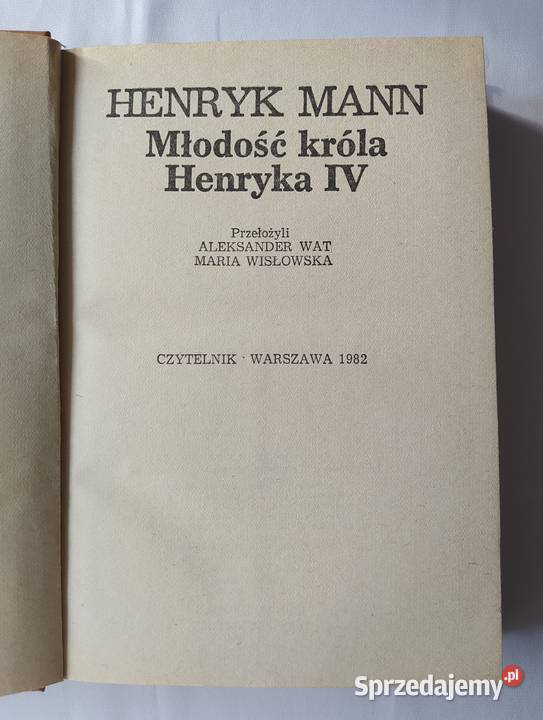 HENRYK MANN
Młodość króla
Henryka IV
Przełożyli
ALEKSANDER WAT
MARIA WISŁOWSKA
CZYTELNIK · WARSZAWA 1982
Sprzedajemy.pl